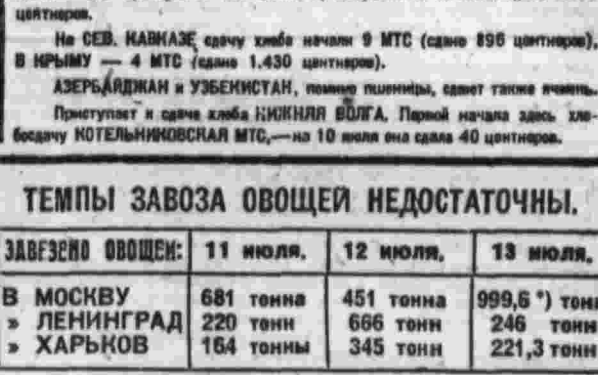 центнеров.
На СЕВ. КАВКАЗЕ сдачу хлеба начали 9 МТС (сдано 896 центнеров),
В КРЫМУ — 4 МТС (сдано 1.430 центнеров).
АЗЕРБАЙДЖАН и УЗБЕКИСТАН, помимо пшеницы, сдают также ячмень.
Приступает к сдаче хлеба НИЖНЯЯ ВОЛГА. Первой начала здесь хле-
босдачу КОТЕЛЬНИКОВСКАЯ МТС,—на 10 июля она сдала 40 центнеров.
ТЕМПЫ ЗАВОЗА ОВОЩЕЙ НЕДОСТАТОЧНЫ.
ЗАВЕЗЕНО ОВОЩЕЙ: 11 июля. 12 июля. 13 июля.
В МОСКВУ 681 тонна 451 тонна 999,6 *) тонн
» ЛЕНИНГРАД 220 тонн 666 тонн 246 тонн
» ХАРЬКОВ 164 тонны 345 тонн 221,3 тонн